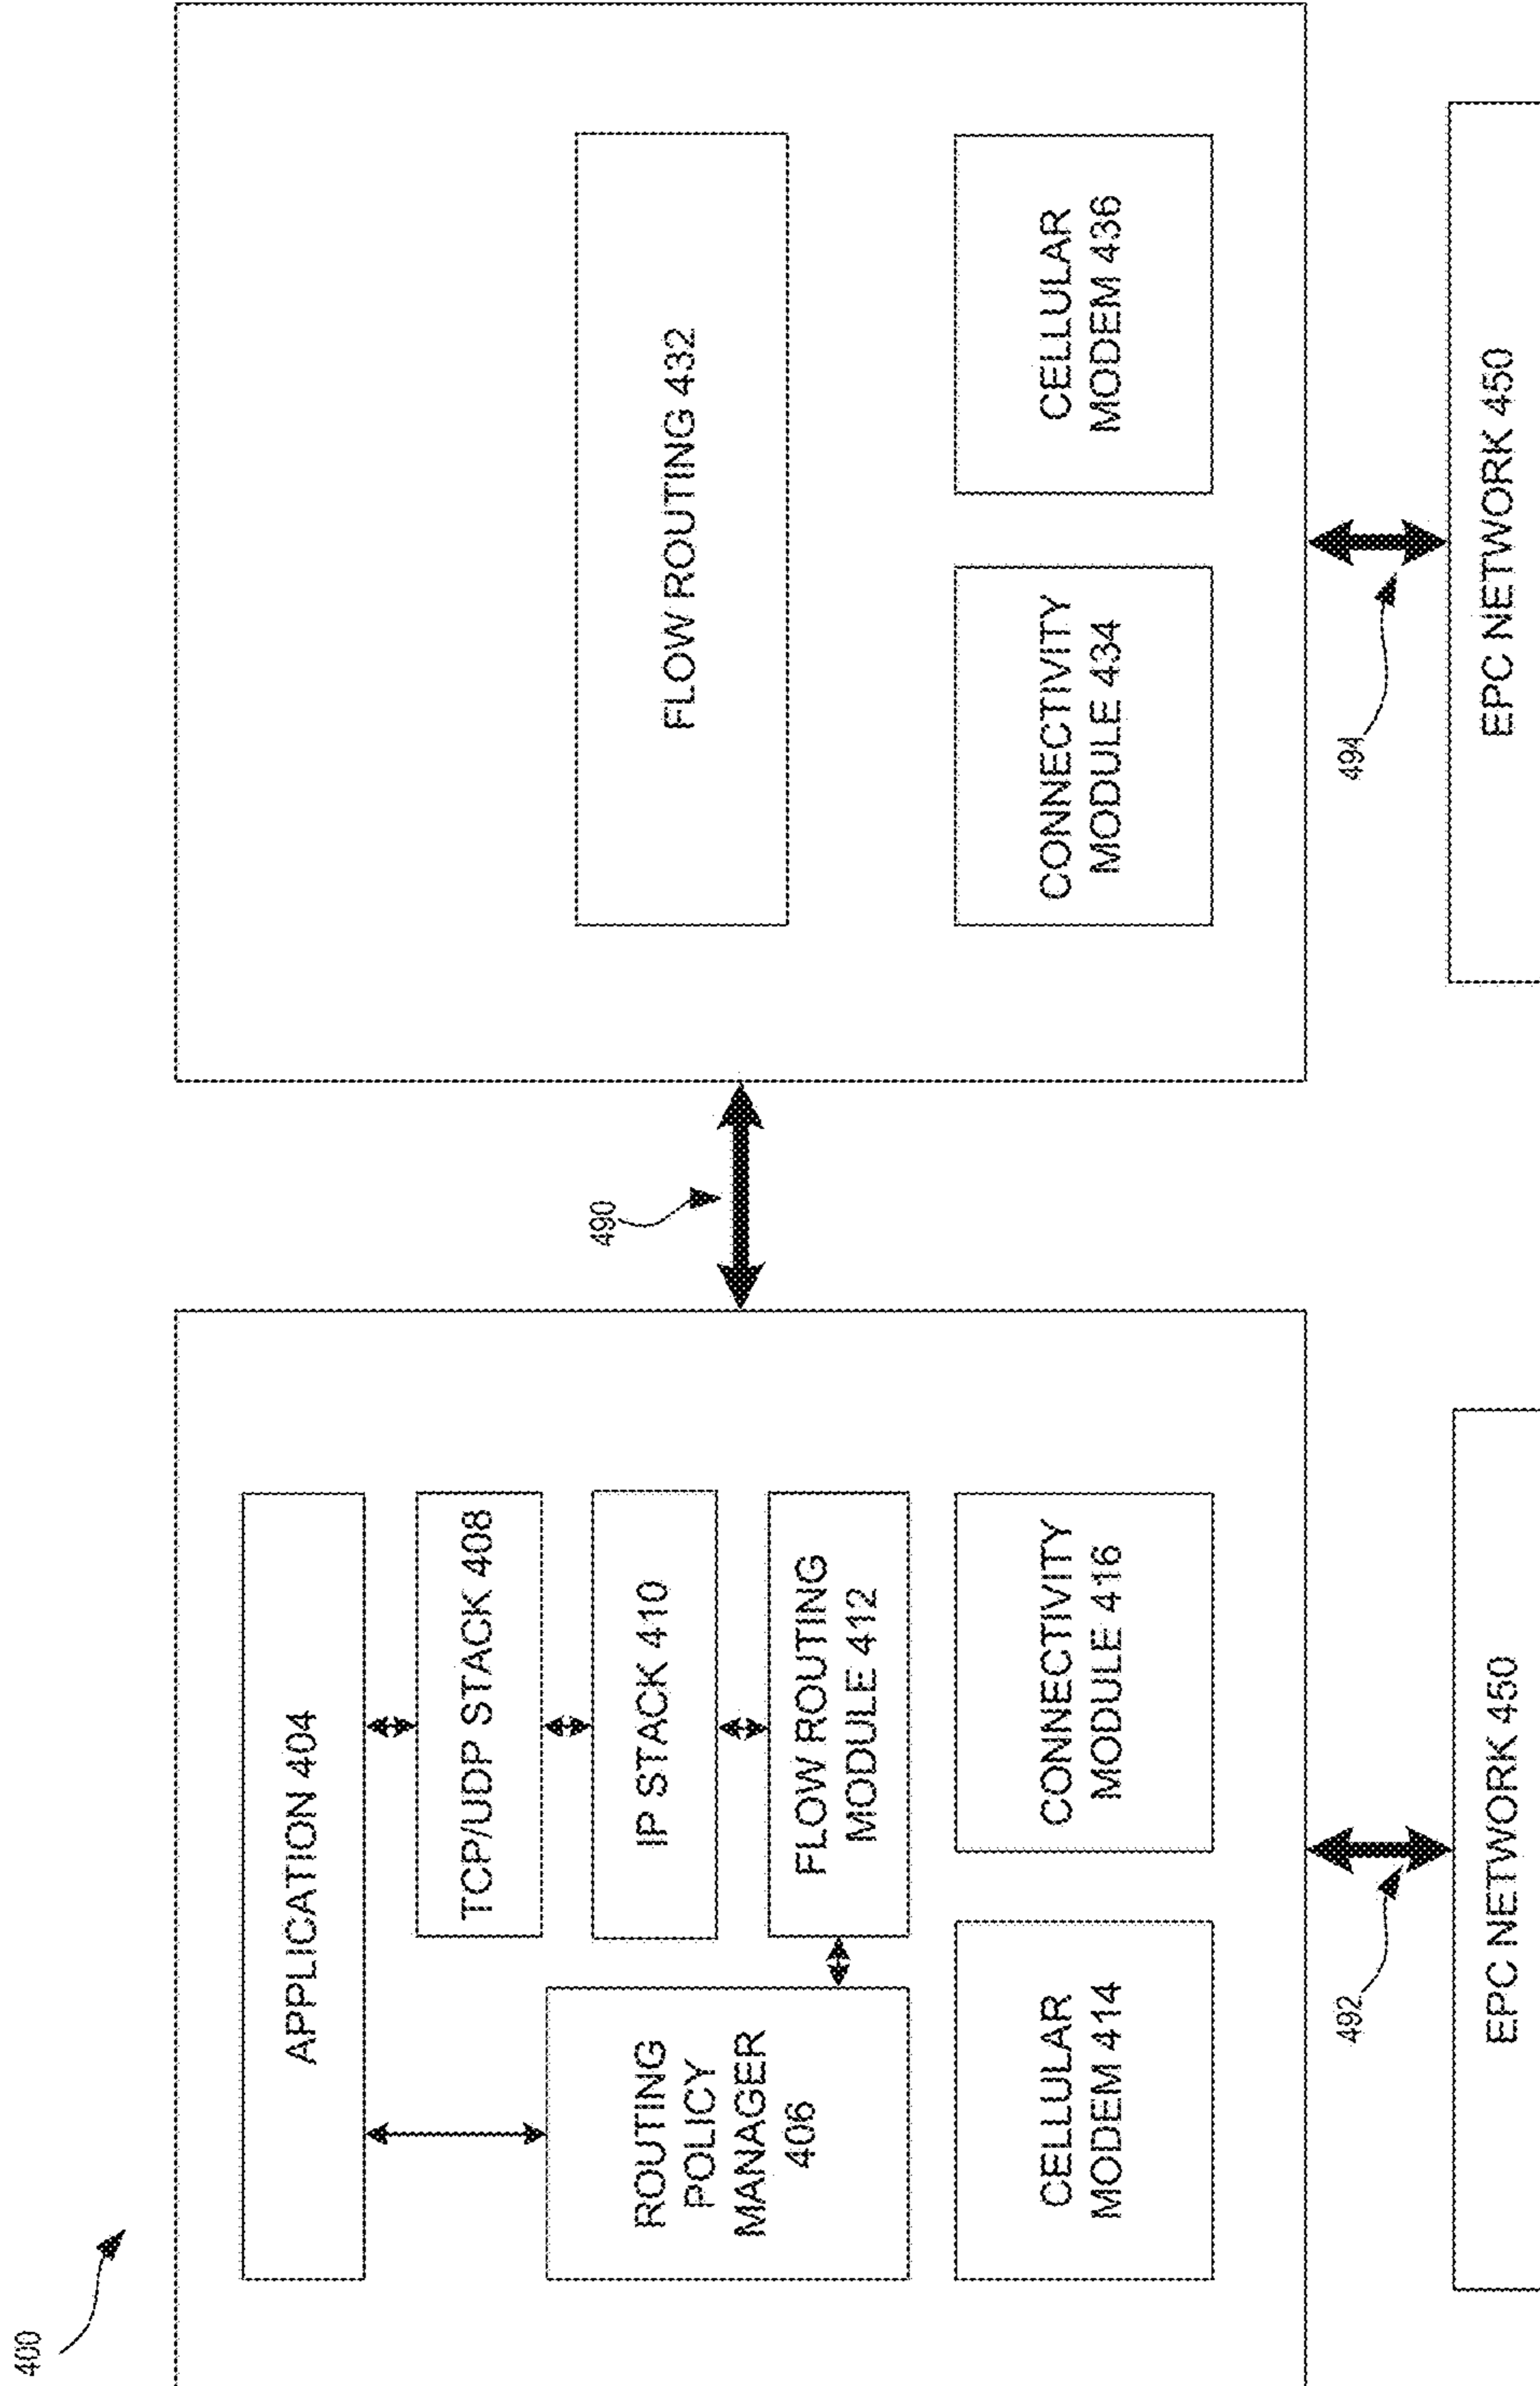 400
APPLICATION 404
ROUTING
POLICY
MANAGER
406
TCP/UDP STACK 408
IP STACK 410
FLOW ROUTING
MODULE 412
CELLULAR
MODEM 414
CONNECTIVITY
MODULE 416
492
EPC NETWORK 450
490
FLOW ROUTING 432
CONNECTIVITY
MODULE 434
CELLULAR
MODEM 436
494
EPC NETWORK 450